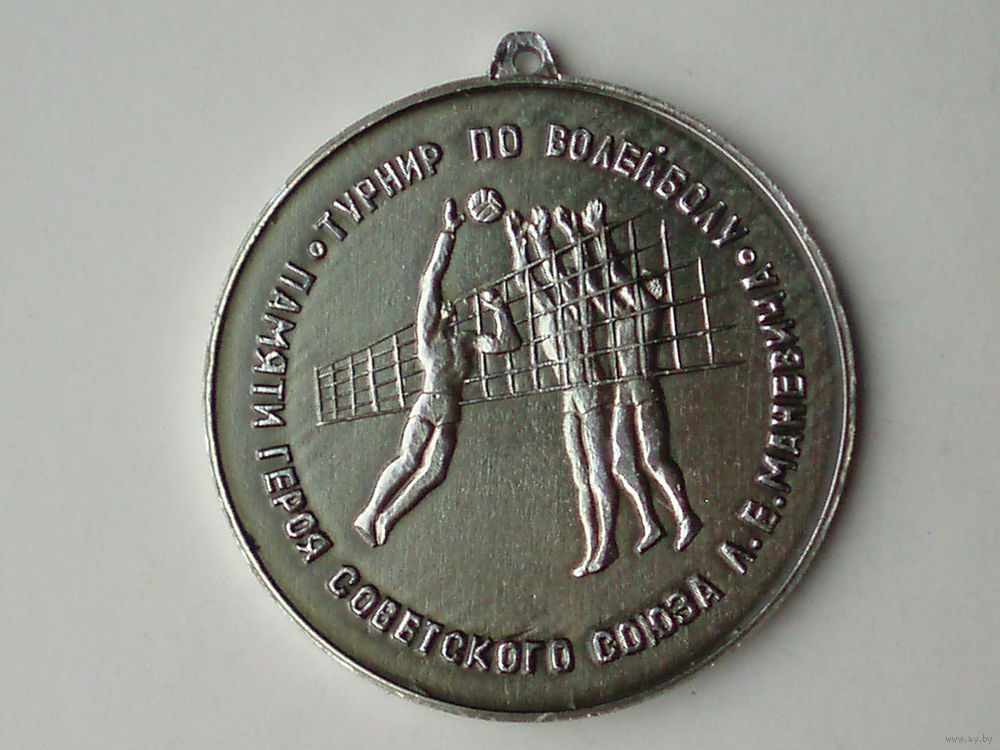 ТУРНИР ПО ВОЛЕЙБОЛУ
ПАМЯТИ ГЕРОЯ СОВЕТСКОГО СОЮЗА Л.Е.МАНЕВИЧА
www.ay.by